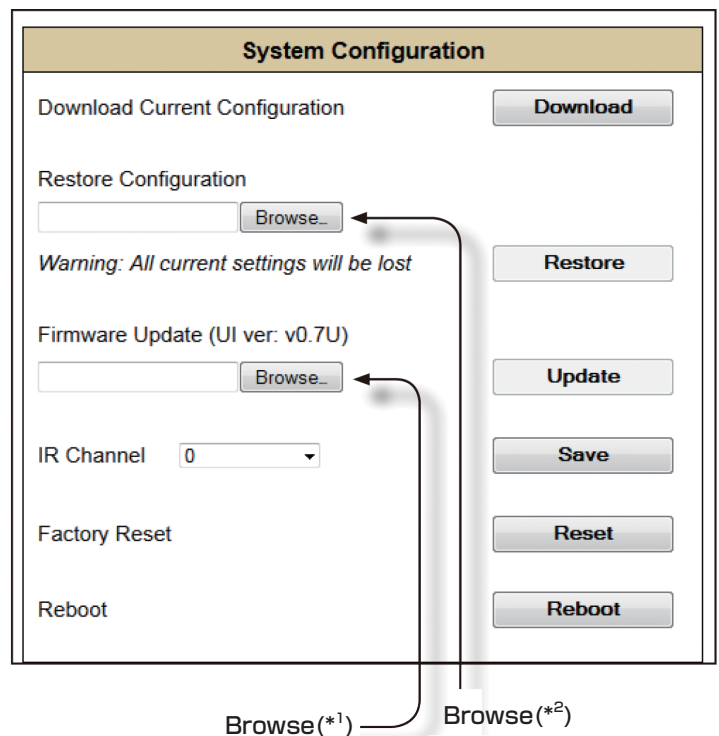 System Configuration
Download Current Configuration Download
Restore Configuration
Browse...
Warning: All current settings will be lost Restore
Firmware Update (UI ver: v0.7U)
Browse... Update
IR Channel 0 Save
Factory Reset Reset
Reboot Reboot
Browse(*¹) Browse(*²)